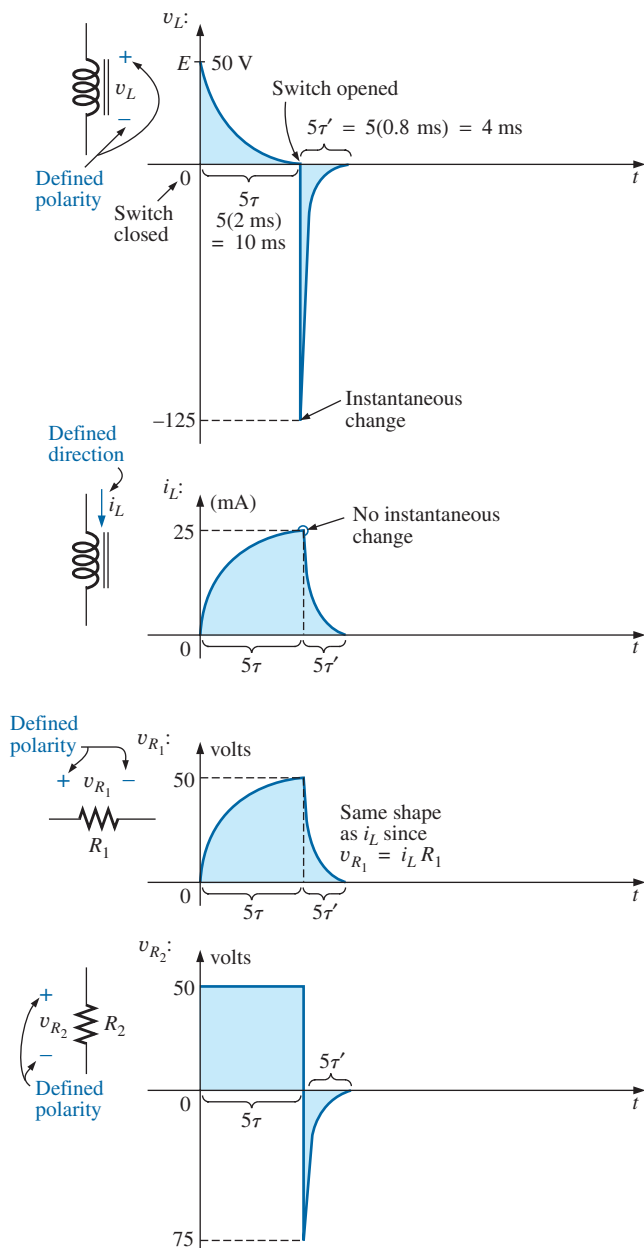 v_L:
E
50 V
+
v_L
−
Defined
polarity
Switch opened
5τ′ = 5(0.8 ms) = 4 ms
0
t
Switch
closed
5τ
5(2 ms)
= 10 ms
−125
Instantaneous
change
Defined
direction
i_L
i_L:
(mA)
25
No instantaneous
change
0
5τ
5τ′
t
Defined
polarity
+ v_R1 −
R1
v_R1:
volts
50
Same shape
as i_L since
v_R1 = i_L R1
0
5τ
5τ′
t
v_R2:
volts
50
+
v_R2
R2
−
Defined
polarity
5τ′
0
5τ
t
75